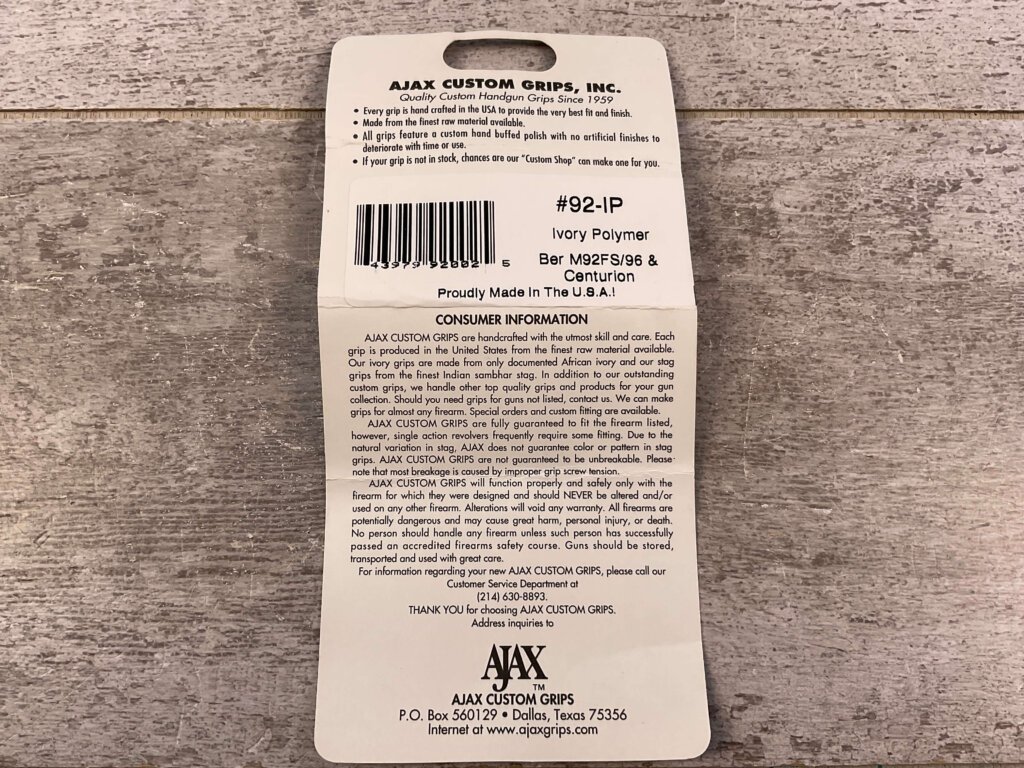 AJAX CUSTOM GRIPS, INC.
Quality Custom Handgun Grips Since 1959
• Every grip is hand crafted in the USA to provide the very best fit and finish.
• Made from the finest raw material available.
• All grips feature a custom hand buffed polish with no artificial finishes to
deteriorate with time or use.
• If your grip is not in stock, chances are our "Custom Shop" can make one for you.
#92-IP
Ivory Polymer
43979 92002 5
Ber M92FS/96 &
Centurion
Proudly Made In The U.S.A.!
CONSUMER INFORMATION
AJAX CUSTOM GRIPS are handcrafted with the utmost skill and care. Each
grip is produced in the United States from the finest raw material available.
Our ivory grips are made from only documented African ivory and our stag
grips from the finest Indian sambhar stag. In addition to our outstanding
custom grips, we handle other top quality grips and products for your gun
collection. Should you need grips for guns not listed, contact us. We can make
grips for almost any firearm. Special orders and custom fitting are available.
AJAX CUSTOM GRIPS are fully guaranteed to fit the firearm listed,
however, single action revolvers frequently require some fitting. Due to the
natural variation in stag, AJAX does not guarantee color or pattern in stag
grips. AJAX CUSTOM GRIPS are not guaranteed to be unbreakable. Please
note that most breakage is caused by improper grip screw tension.
AJAX CUSTOM GRIPS will function properly and safely only with the
firearm for which they were designed and should NEVER be altered and/or
used on any other firearm. Alterations will void any warranty. All firearms are
potentially dangerous and may cause great harm, personal injury, or death.
No person should handle any firearm unless such person has successfully
passed an accredited firearms safety course. Guns should be stored,
transported and used with great care.
For information regarding your new AJAX CUSTOM GRIPS, please call our
Customer Service Department at
(214) 630-8893.
THANK YOU for choosing AJAX CUSTOM GRIPS.
Address inquiries to
AJAX TM
AJAX CUSTOM GRIPS
P.O. Box 560129 • Dallas, Texas 75356
Internet at www.ajaxgrips.com